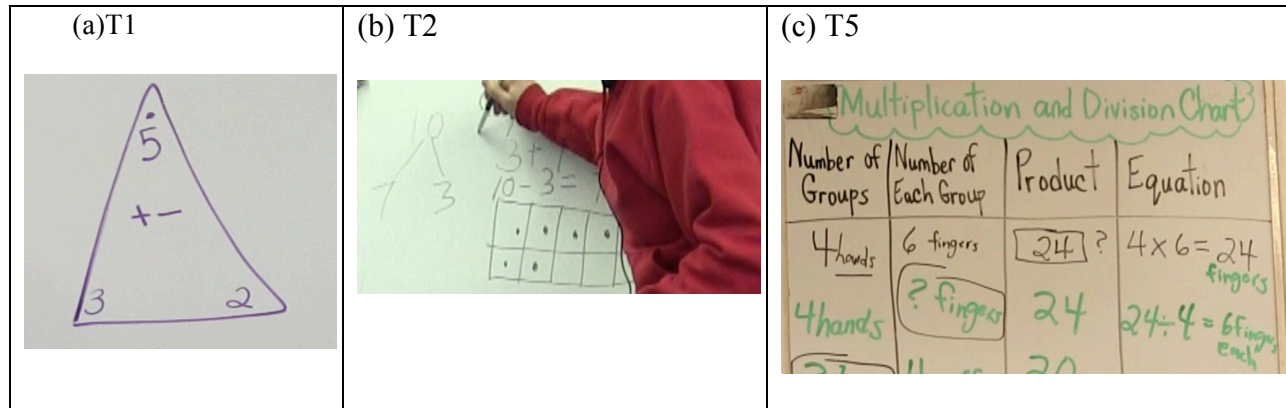 (a)T1
5
+ −
3 2
(b) T2
10
7 3
3 +
10 - 3 =
(c) T5
Multiplication and Division Chart
Number of Groups
Number of Each Group
Product
Equation
4 hands
6 fingers
24 ?
4 × 6 = 24 fingers
4 hands
? fingers
24
24 ÷ 4 = 6 fingers each
20